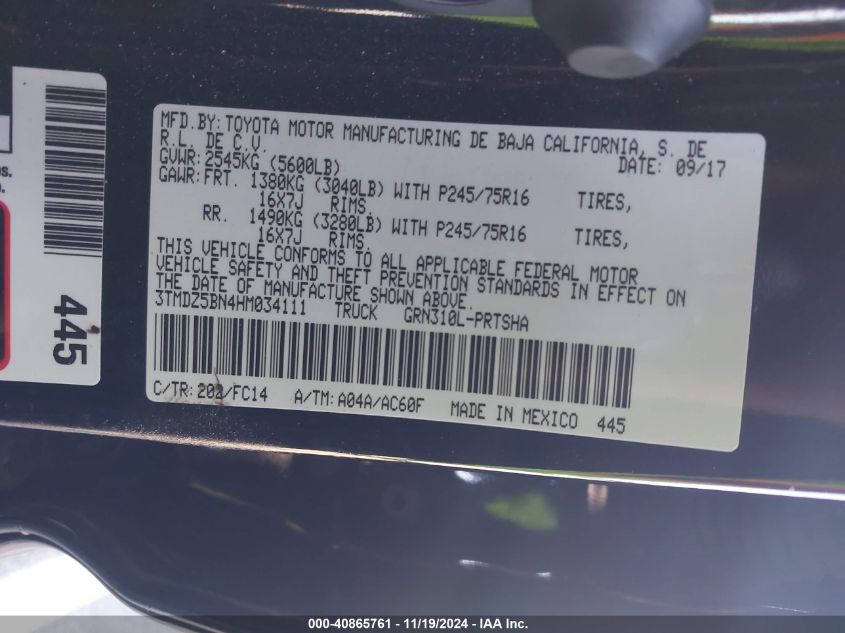 MFD.BY: TOYOTA MOTOR MANUFACTURING DE BAJA CALIFORNIA, S. DE
R.L. DE C.V.
DATE: 09/17
GVWR: 2545KG (5600LB)
GAWR: FRT. 1380KG (3040LB) WITH P245/75R16 TIRES,
16X7J RIMS.
RR. 1490KG (3280LB) WITH P245/75R16 TIRES,
16X7J RIMS.
THIS VEHICLE CONFORMS TO ALL APPLICABLE FEDERAL MOTOR
VEHICLE SAFETY AND THEFT PREVENTION STANDARDS IN EFFECT ON
THE DATE OF MANUFACTURE SHOWN ABOVE.
3TMDZ5BN4HM034111 TRUCK GRN310L-PRTSHA
C/TR: 202/FC14 A/TM: A04A/AC60F MADE IN MEXICO 445
445
000-40865761 - 11/19/2024 - IAA Inc.